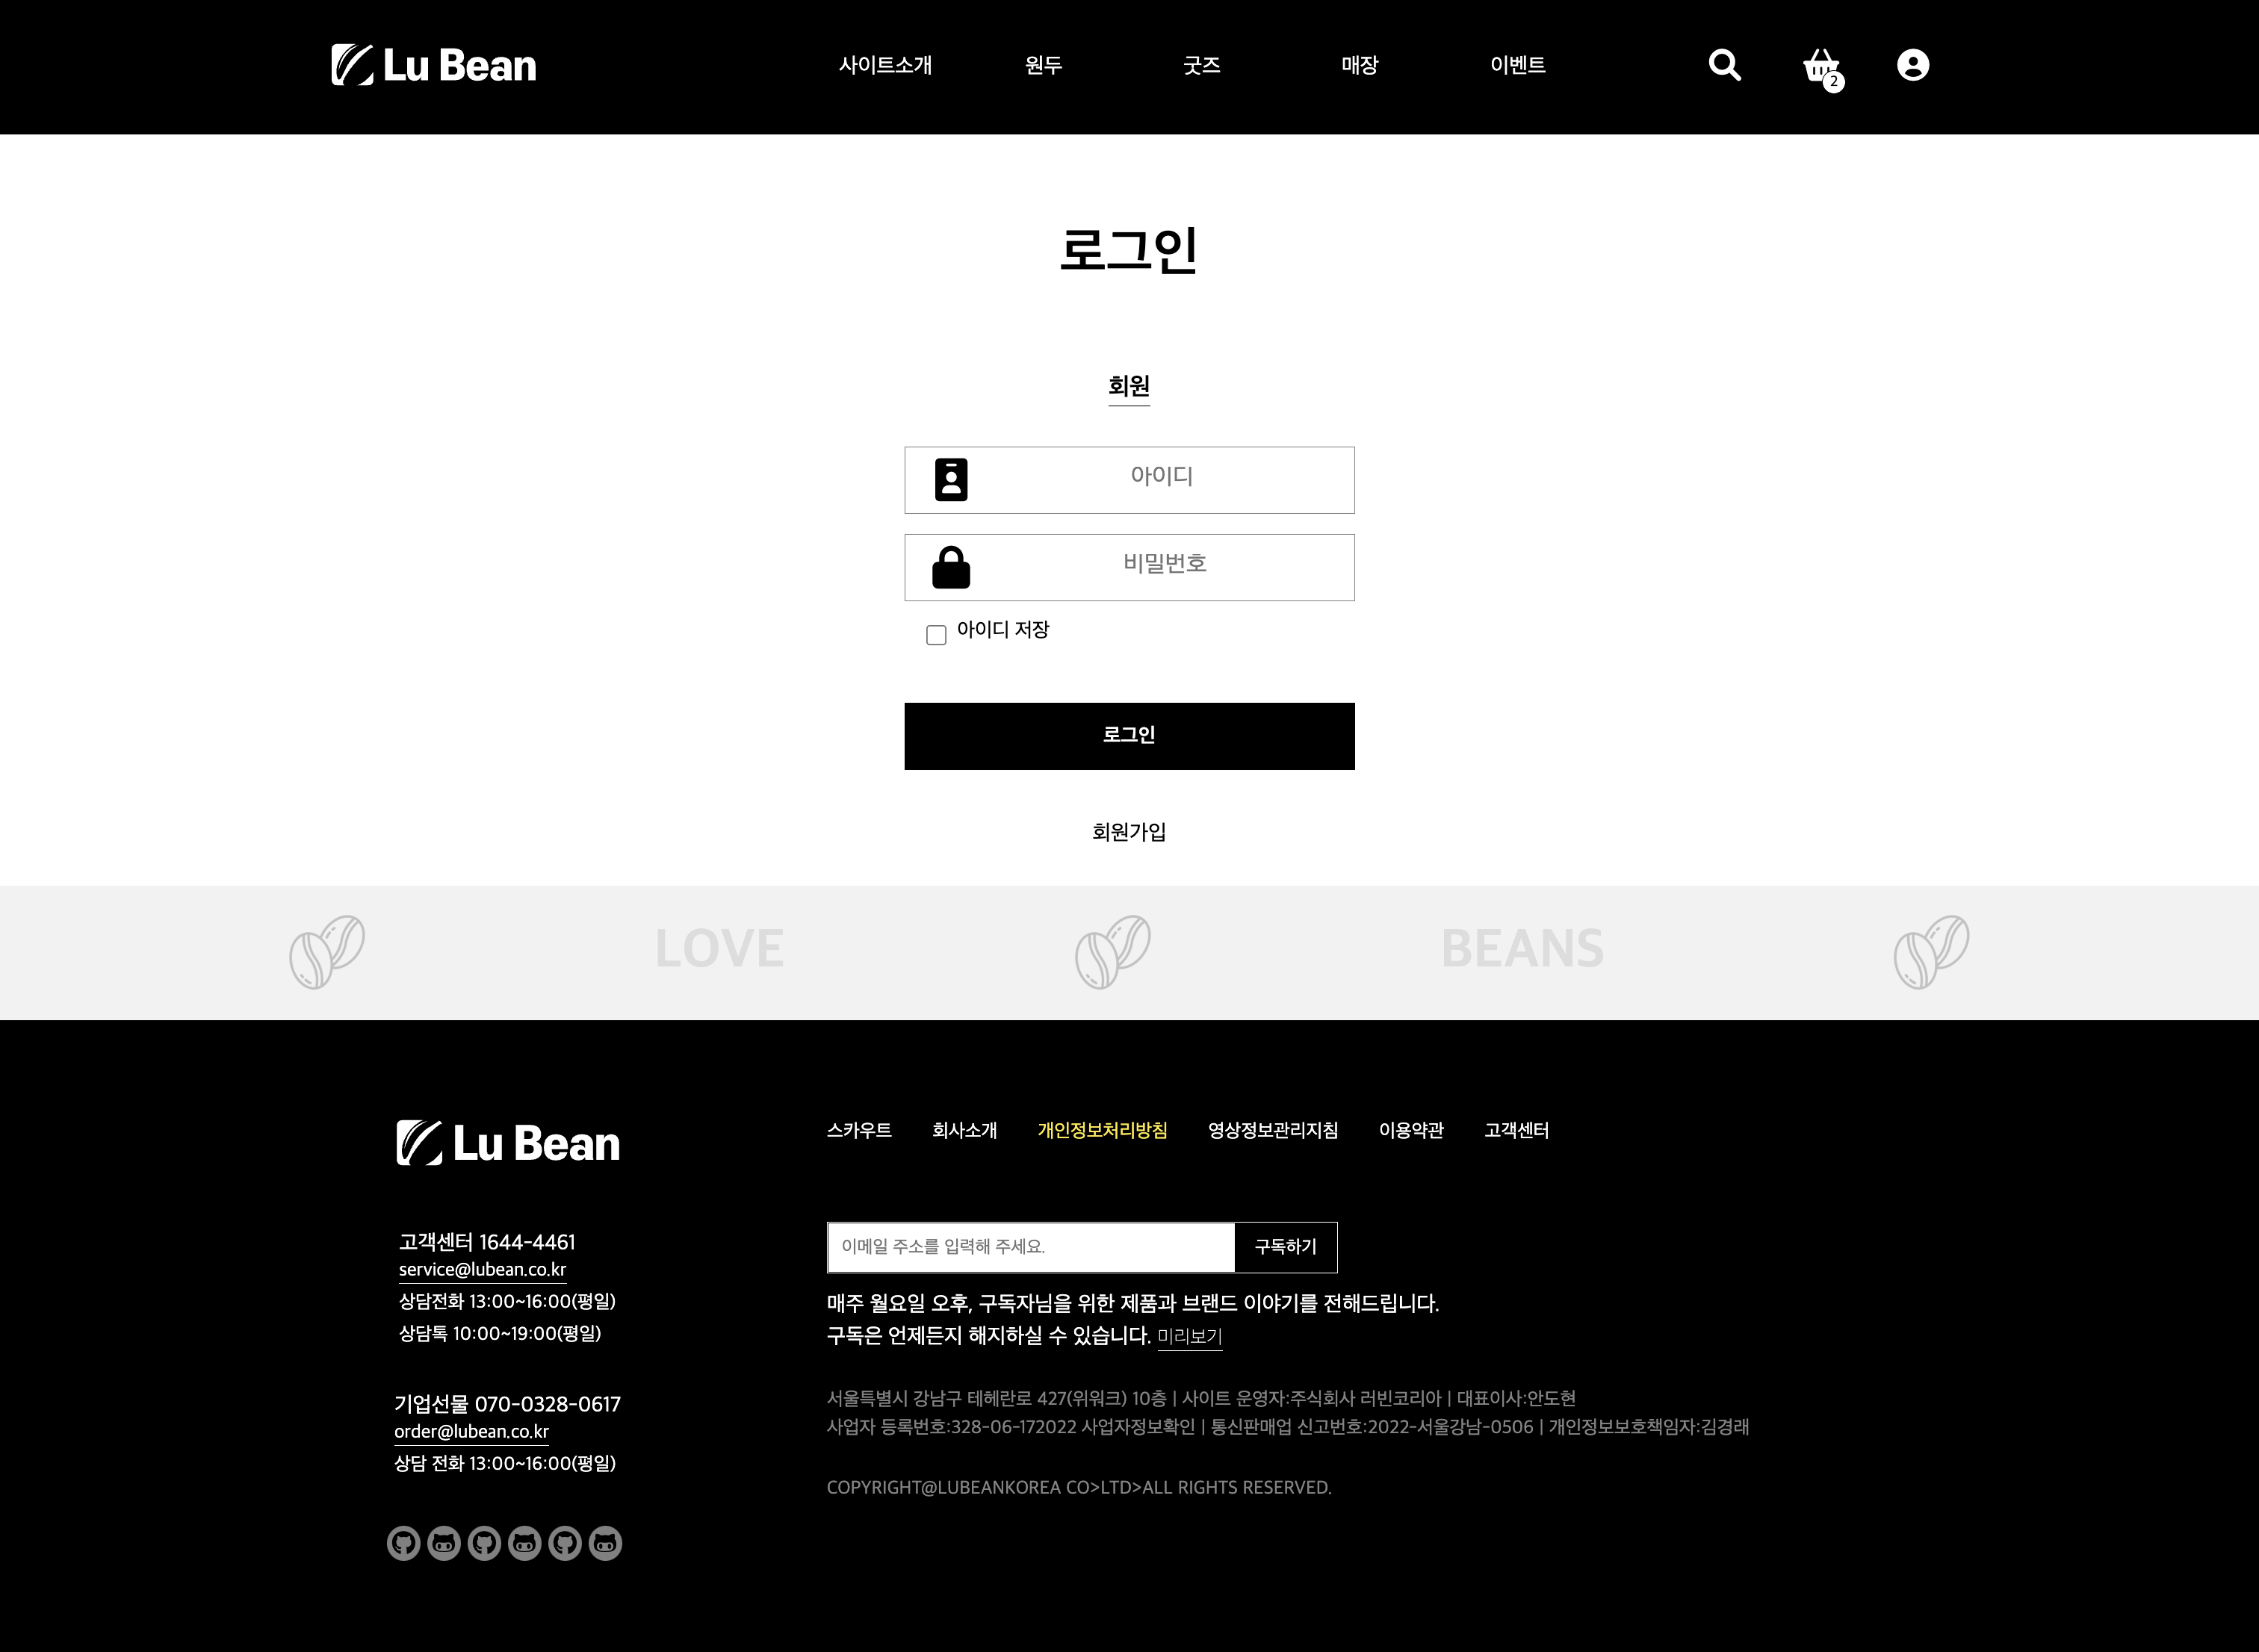 Lu Bean 사이트소개 원두 굿즈 매장 이벤트 2
로그인
회원
아이디
비밀번호
아이디 저장
로그인
회원가입
LOVE BEANS
Lu Bean
고객센터 1644-4461
service@lubean.co.kr
상담전화 13:00~16:00(평일)
상담톡 10:00~19:00(평일)
기업선물 070-0328-0617
order@lubean.co.kr
상담 전화 13:00~16:00(평일)
스카우트 회사소개 개인정보처리방침 영상정보관리지침 이용약관 고객센터
이메일 주소를 입력해 주세요. 구독하기
매주 월요일 오후, 구독자님을 위한 제품과 브랜드 이야기를 전해드립니다.
구독은 언제든지 해지하실 수 있습니다. 미리보기
서울특별시 강남구 테헤란로 427(위워크) 10층 | 사이트 운영자:주식회사 러빈코리아 | 대표이사:안도현
사업자 등록번호:328-06-172022 사업자정보확인 | 통신판매업 신고번호:2022-서울강남-0506 | 개인정보보호책임자:김경래
COPYRIGHT@LUBEANKOREA CO>LTD>ALL RIGHTS RESERVED.